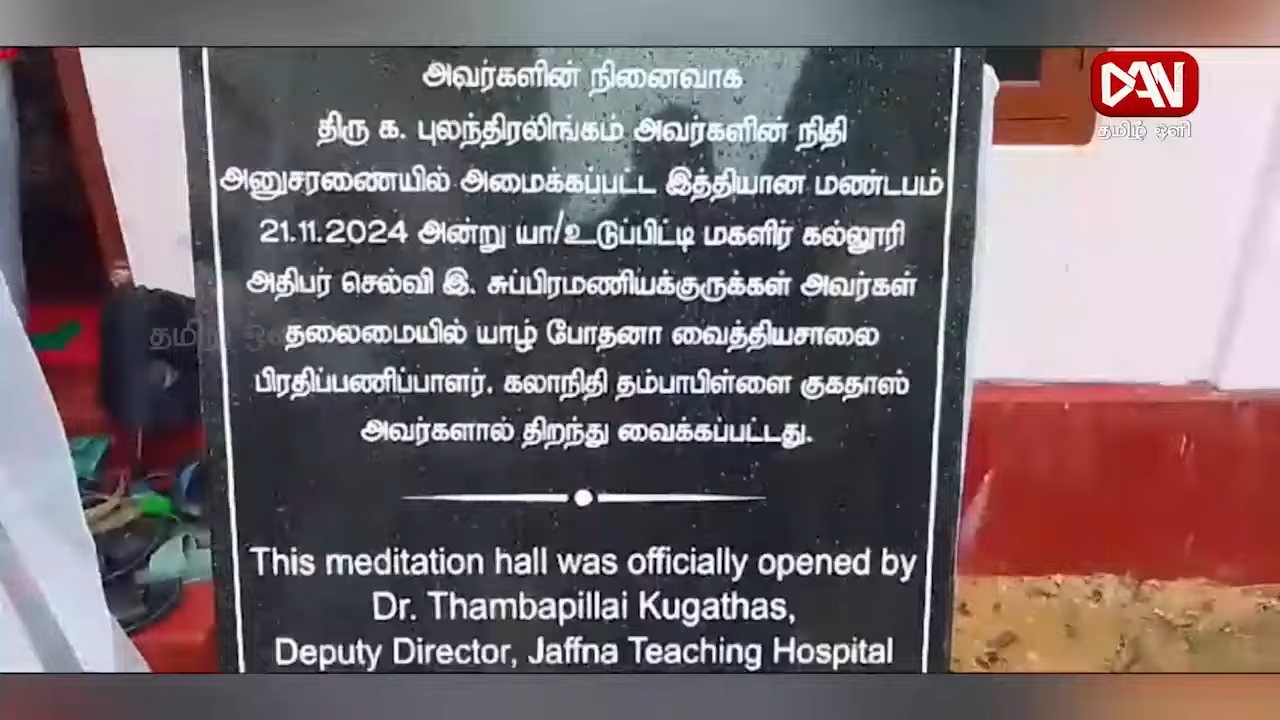 அவர்களின் நினைவாக
திரு க. புலந்திரலிங்கம் அவர்களின் நிதி
அனுசரணையில் அமைக்கப்பட்ட இத்தியான மண்டபம்
21.11.2024 அன்று யா/உடுப்பிட்டி மகளிர் கல்லூரி
அதிபர் செல்வி இ. சுப்பிரமணியக்குருக்கள் அவர்கள்
தலைமையில் யாழ் போதனா வைத்தியசாலை
பிரதிப்பணிப்பாளர். கலாநிதி தம்பாபிள்ளை குகதாஸ்
அவர்களால் திறந்து வைக்கப்பட்டது.
This meditation hall was officially opened by
Dr. Thambapillai Kugathas,
Deputy Director, Jaffna Teaching Hospital
DAN
தமிழ் ஒளி
தமிழ்